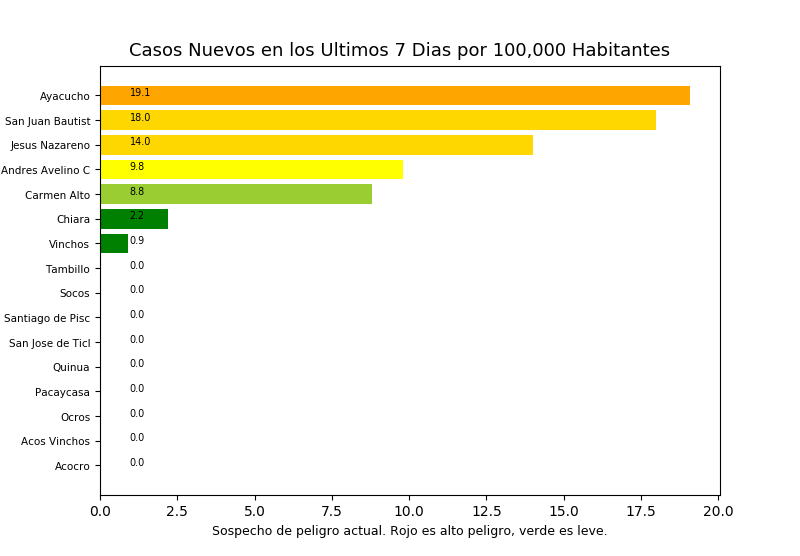 Casos Nuevos en los Ultimos 7 Dias por 100,000 Habitantes
Ayacucho 19.1
San Juan Bautist 18.0
Jesus Nazareno 14.0
Andres Avelino C 9.8
Carmen Alto 8.8
Chiara 2.2
Vinchos 0.9
Tambillo 0.0
Socos 0.0
Santiago de Pisc 0.0
San Jose de Ticl 0.0
Quinua 0.0
Pacaycasa 0.0
Ocros 0.0
Acos Vinchos 0.0
Acocro 0.0
0.0 2.5 5.0 7.5 10.0 12.5 15.0 17.5 20.0
Sospecho de peligro actual. Rojo es alto peligro, verde es leve.